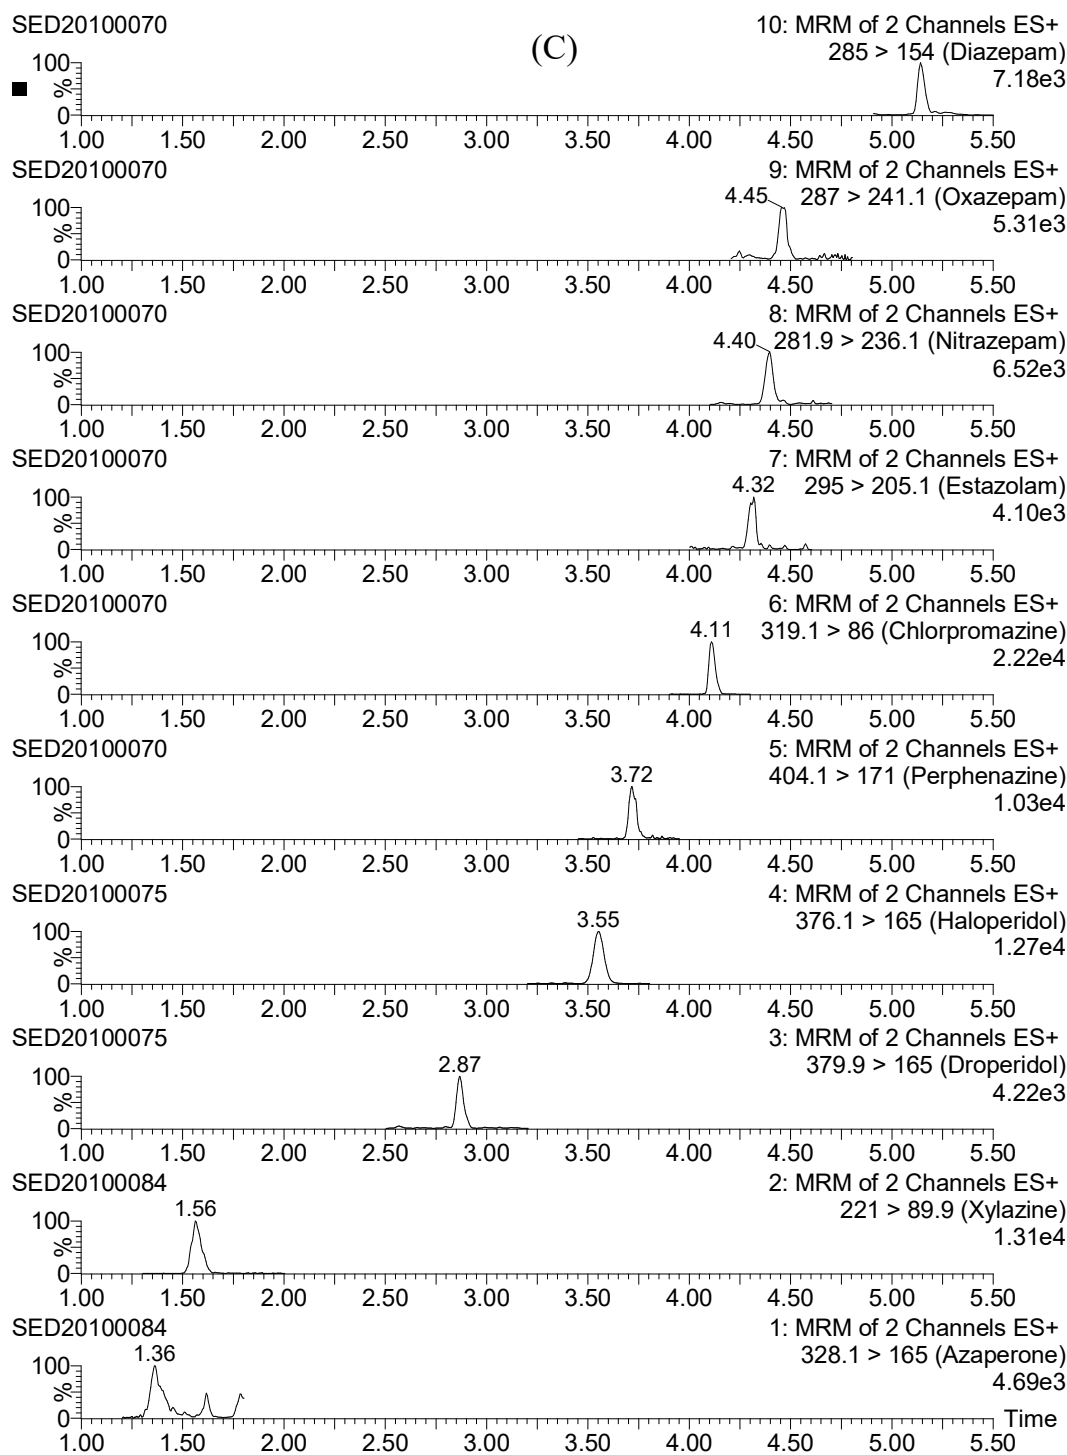 SED20100070
(C)
10: MRM of 2 Channels ES+
285 > 154 (Diazepam)
7.18e3
100
%
0
1.00 1.50 2.00 2.50 3.00 3.50 4.00 4.50 5.00 5.50
SED20100070
9: MRM of 2 Channels ES+
287 > 241.1 (Oxazepam)
5.31e3
4.45
100
%
0
1.00 1.50 2.00 2.50 3.00 3.50 4.00 4.50 5.00 5.50
SED20100070
8: MRM of 2 Channels ES+
281.9 > 236.1 (Nitrazepam)
6.52e3
4.40
100
%
0
1.00 1.50 2.00 2.50 3.00 3.50 4.00 4.50 5.00 5.50
SED20100070
7: MRM of 2 Channels ES+
295 > 205.1 (Estazolam)
4.10e3
4.32
100
%
0
1.00 1.50 2.00 2.50 3.00 3.50 4.00 4.50 5.00 5.50
SED20100070
6: MRM of 2 Channels ES+
319.1 > 86 (Chlorpromazine)
2.22e4
4.11
100
%
0
1.00 1.50 2.00 2.50 3.00 3.50 4.00 4.50 5.00 5.50
SED20100070
5: MRM of 2 Channels ES+
404.1 > 171 (Perphenazine)
1.03e4
3.72
100
%
0
1.00 1.50 2.00 2.50 3.00 3.50 4.00 4.50 5.00 5.50
SED20100075
4: MRM of 2 Channels ES+
376.1 > 165 (Haloperidol)
1.27e4
3.55
100
%
0
1.00 1.50 2.00 2.50 3.00 3.50 4.00 4.50 5.00 5.50
SED20100075
3: MRM of 2 Channels ES+
379.9 > 165 (Droperidol)
4.22e3
2.87
100
%
0
1.00 1.50 2.00 2.50 3.00 3.50 4.00 4.50 5.00 5.50
SED20100084
2: MRM of 2 Channels ES+
221 > 89.9 (Xylazine)
1.31e4
1.56
100
%
0
1.00 1.50 2.00 2.50 3.00 3.50 4.00 4.50 5.00 5.50
SED20100084
1: MRM of 2 Channels ES+
328.1 > 165 (Azaperone)
4.69e3
1.36
100
%
0
Time
1.00 1.50 2.00 2.50 3.00 3.50 4.00 4.50 5.00 5.50